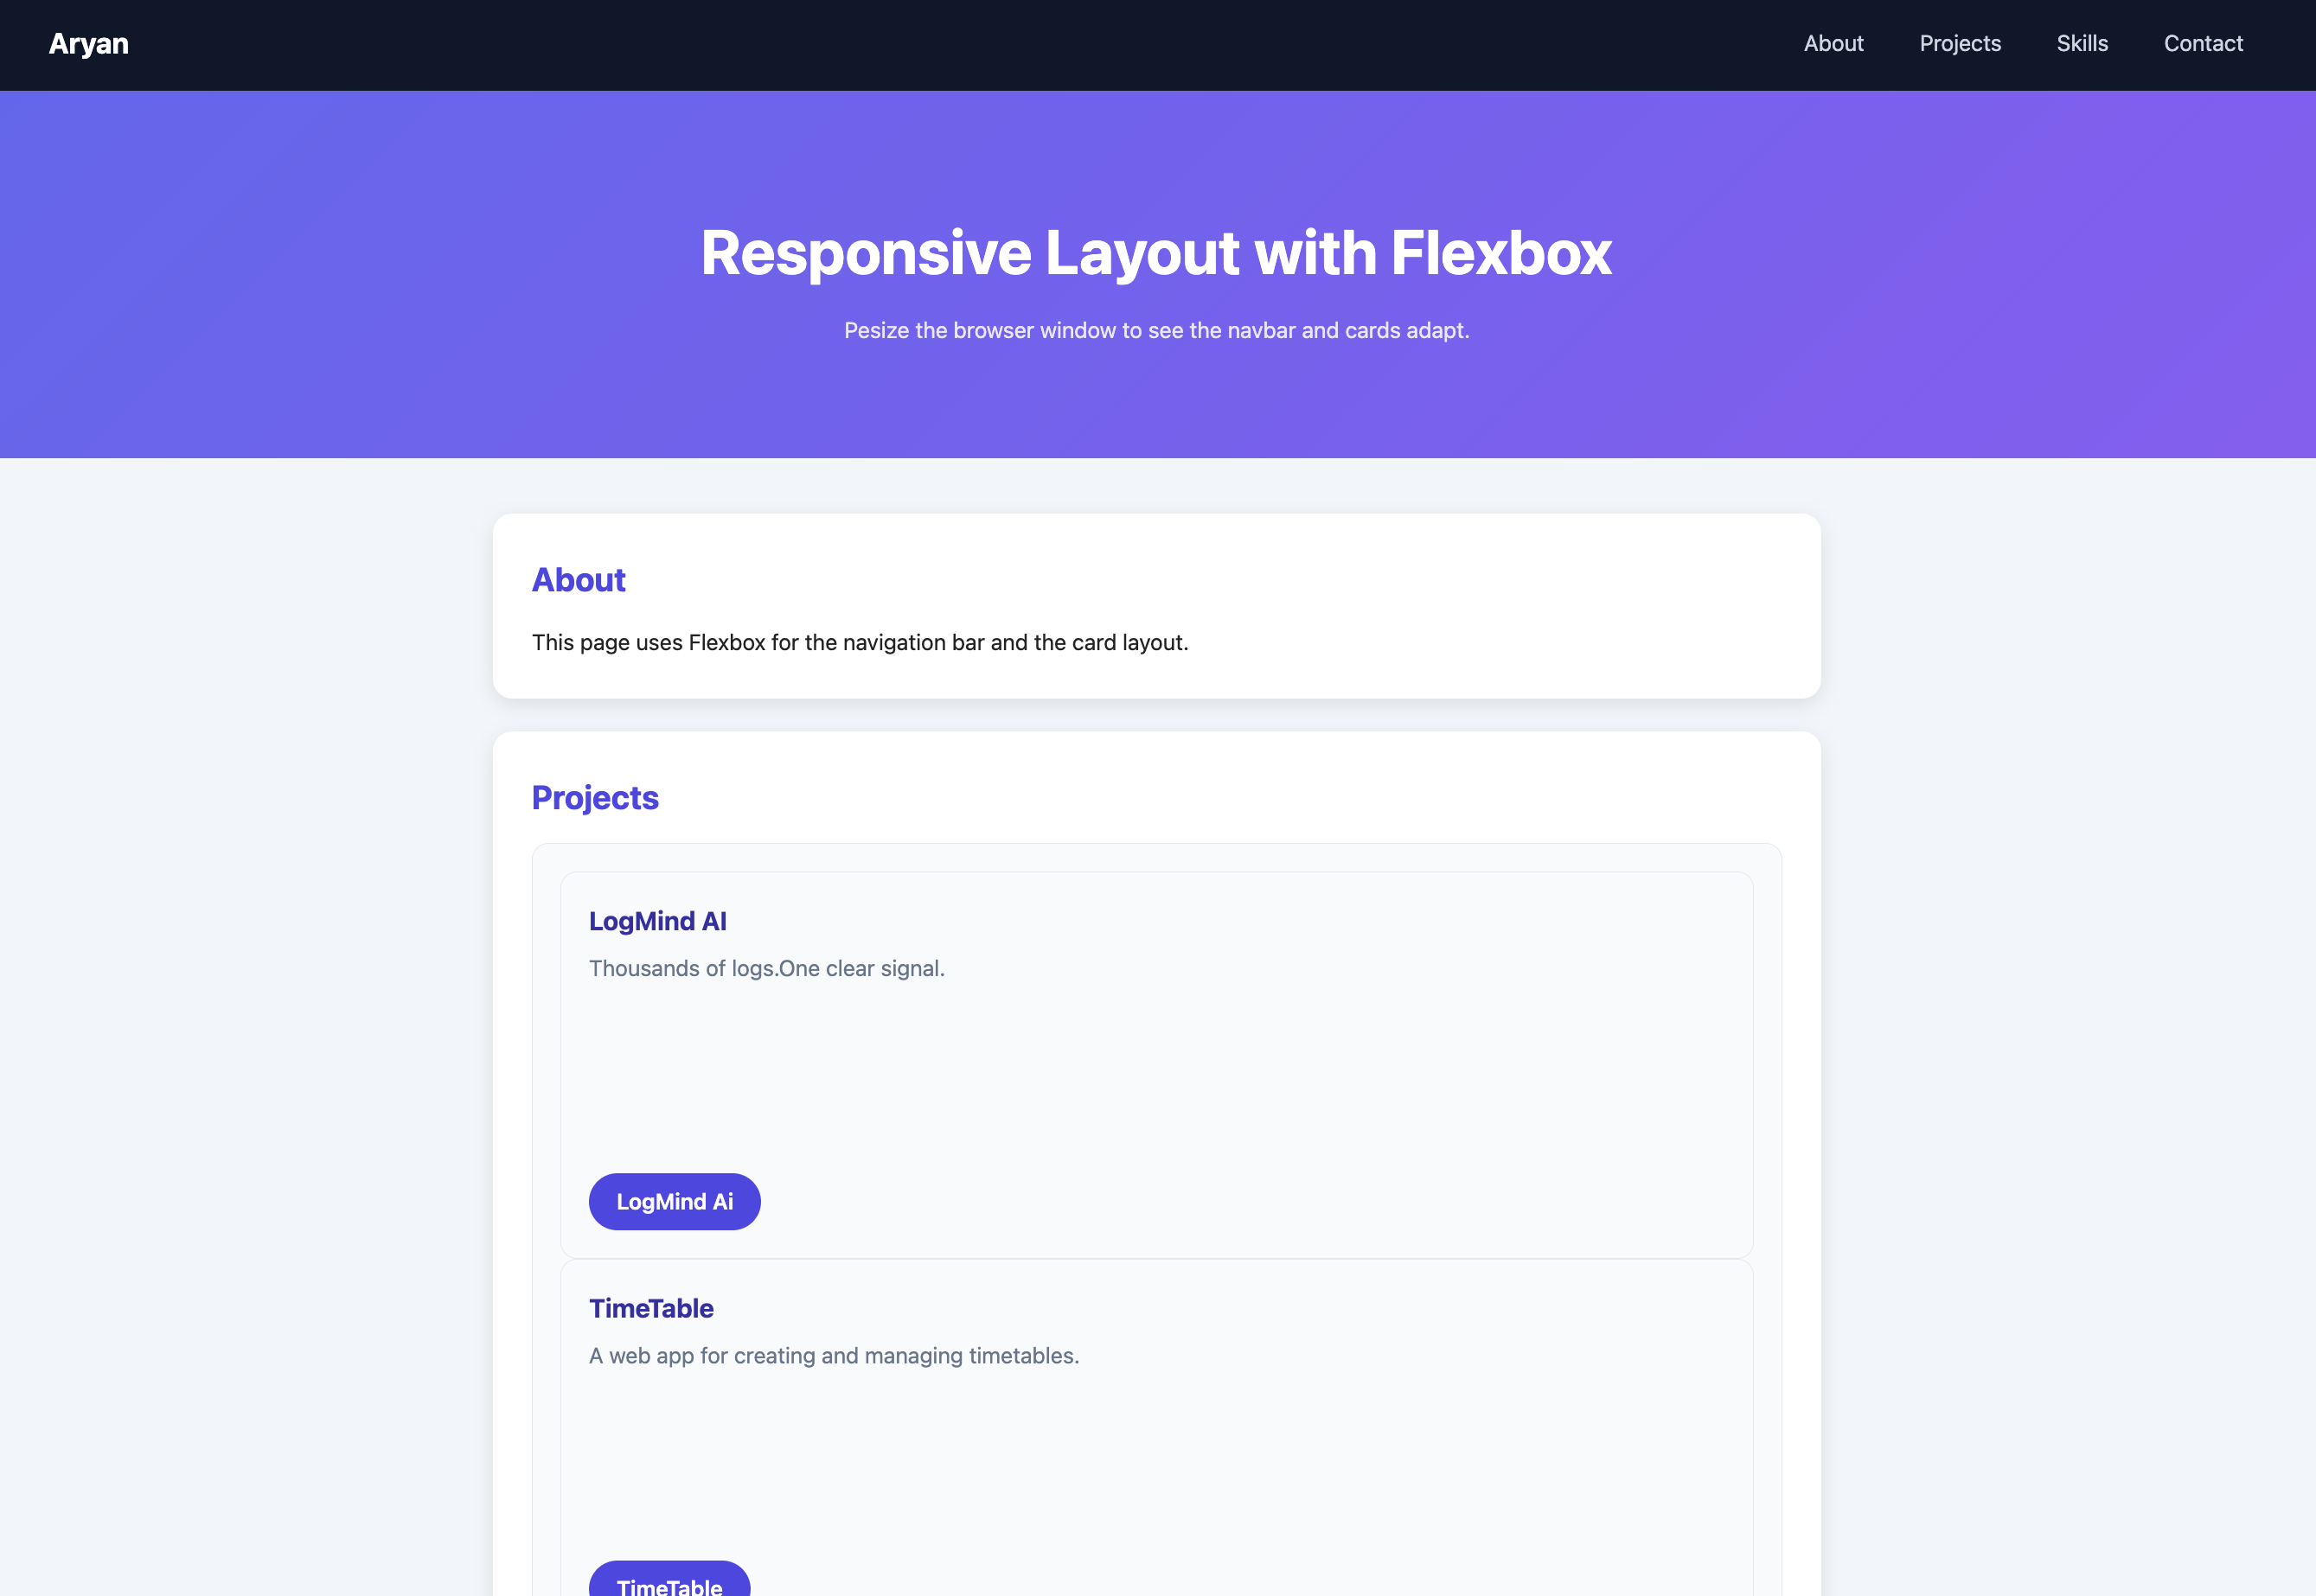 Aryan
About
Projects
Skills
Contact
Responsive Layout with Flexbox
Pesize the browser window to see the navbar and cards adapt.
About
This page uses Flexbox for the navigation bar and the card layout.
Projects
LogMind AI
Thousands of logs.One clear signal.
LogMind Ai
TimeTable
A web app for creating and managing timetables.
TimeTable